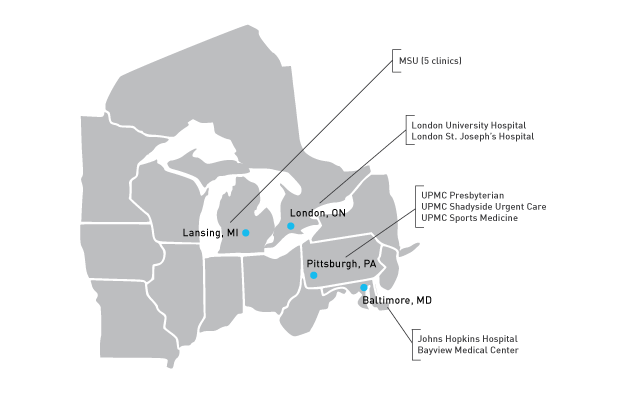 MSU (5 clinics)
London University Hospital
London St. Joseph's Hospital
UPMC Presbyterian
UPMC Shadyside Urgent Care
UPMC Sports Medicine
London, ON
Lansing, MI
Pittsburgh, PA
Baltimore, MD
Johns Hopkins Hospital
Bayview Medical Center